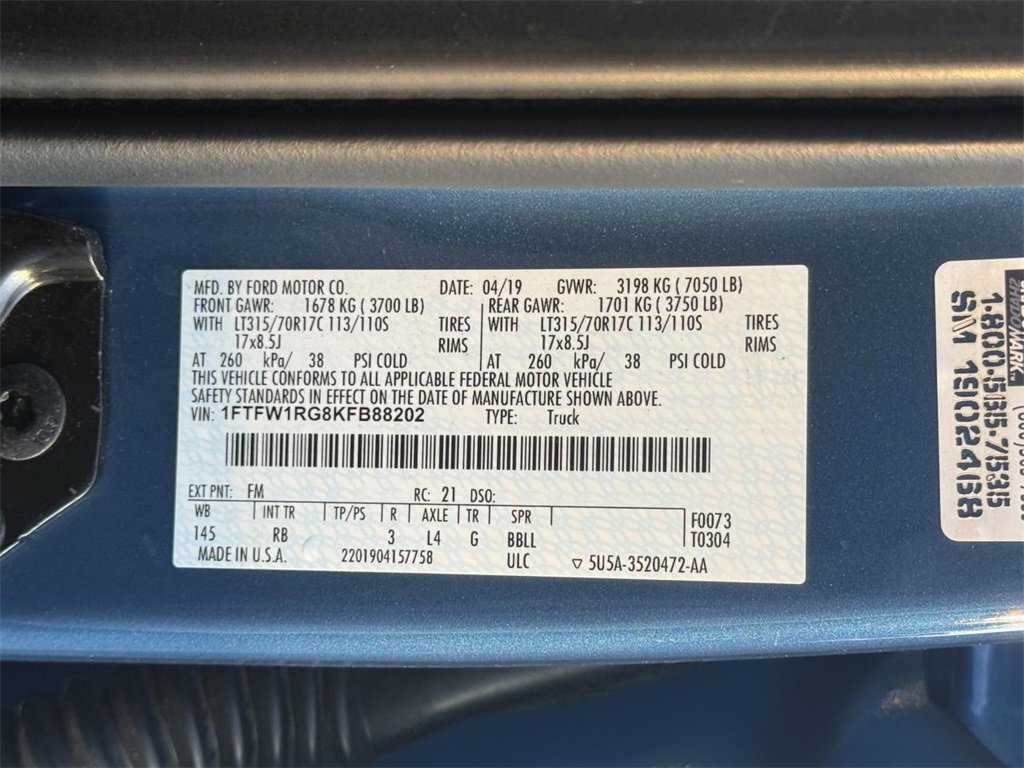 MFD. BY FORD MOTOR CO. DATE: 04/19 GVWR: 3198 KG ( 7050 LB)
FRONT GAWR: 1678 KG ( 3700 LB) REAR GAWR: 1701 KG ( 3750 LB)
WITH LT315/70R17C 113/110S TIRES WITH LT315/70R17C 113/110S TIRES
17x8.5J RIMS 17x8.5J RIMS
AT 260 kPa/ 38 PSI COLD AT 260 kPa/ 38 PSI COLD
THIS VEHICLE CONFORMS TO ALL APPLICABLE FEDERAL MOTOR VEHICLE
SAFETY STANDARDS IN EFFECT ON THE DATE OF MANUFACTURE SHOWN ABOVE.
VIN: 1FTFW1RG8KFB88202 TYPE: Truck
EXT PNT: FM RC: 21 DSO:
WB INT TR TP/PS R AXLE TR SPR F0073
145 RB 3 L4 G BBLL T0304
MADE IN U.S.A. 2201904157758 ULC ▽ 5U5A-3520472-AA
1-800-535-7535
SM 1902468